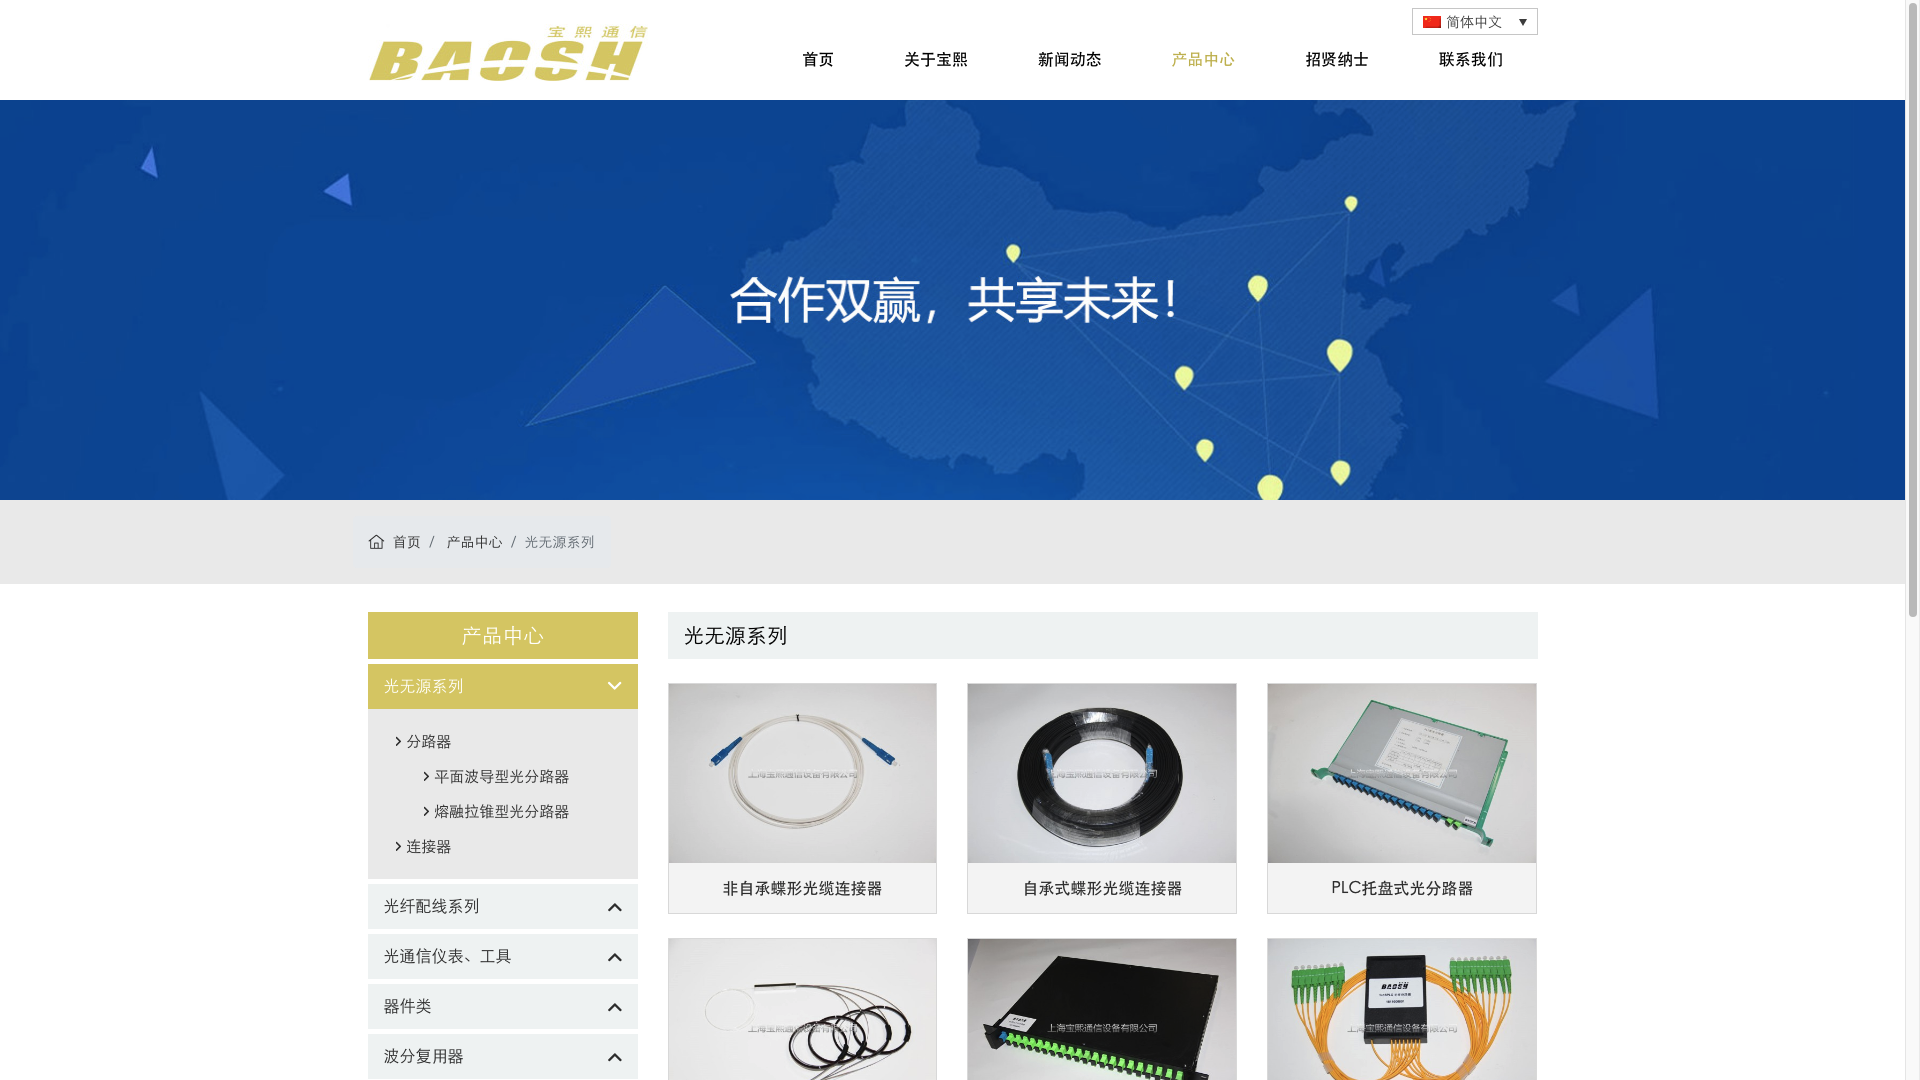 宝熙通信
BAOSH
简体中文
首页
关于宝熙
新闻动态
产品中心
招贤纳士
联系我们
合作双赢，共享未来！
首页 / 产品中心 / 光无源系列
产品中心
光无源系列
分路器
平面波导型光分路器
熔融拉锥型光分路器
连接器
光纤配线系列
光通信仪表、工具
器件类
波分复用器
光无源系列
上海宝熙通信设备有限公司
上海宝熙通信设备有限公司
上海宝熙通信设备有限公司
非自承蝶形光缆连接器
自承式蝶形光缆连接器
PLC托盘式光分路器
上海宝熙通信设备有限公司
上海宝熙通信设备有限公司
BAOSH
上海宝熙通信设备有限公司